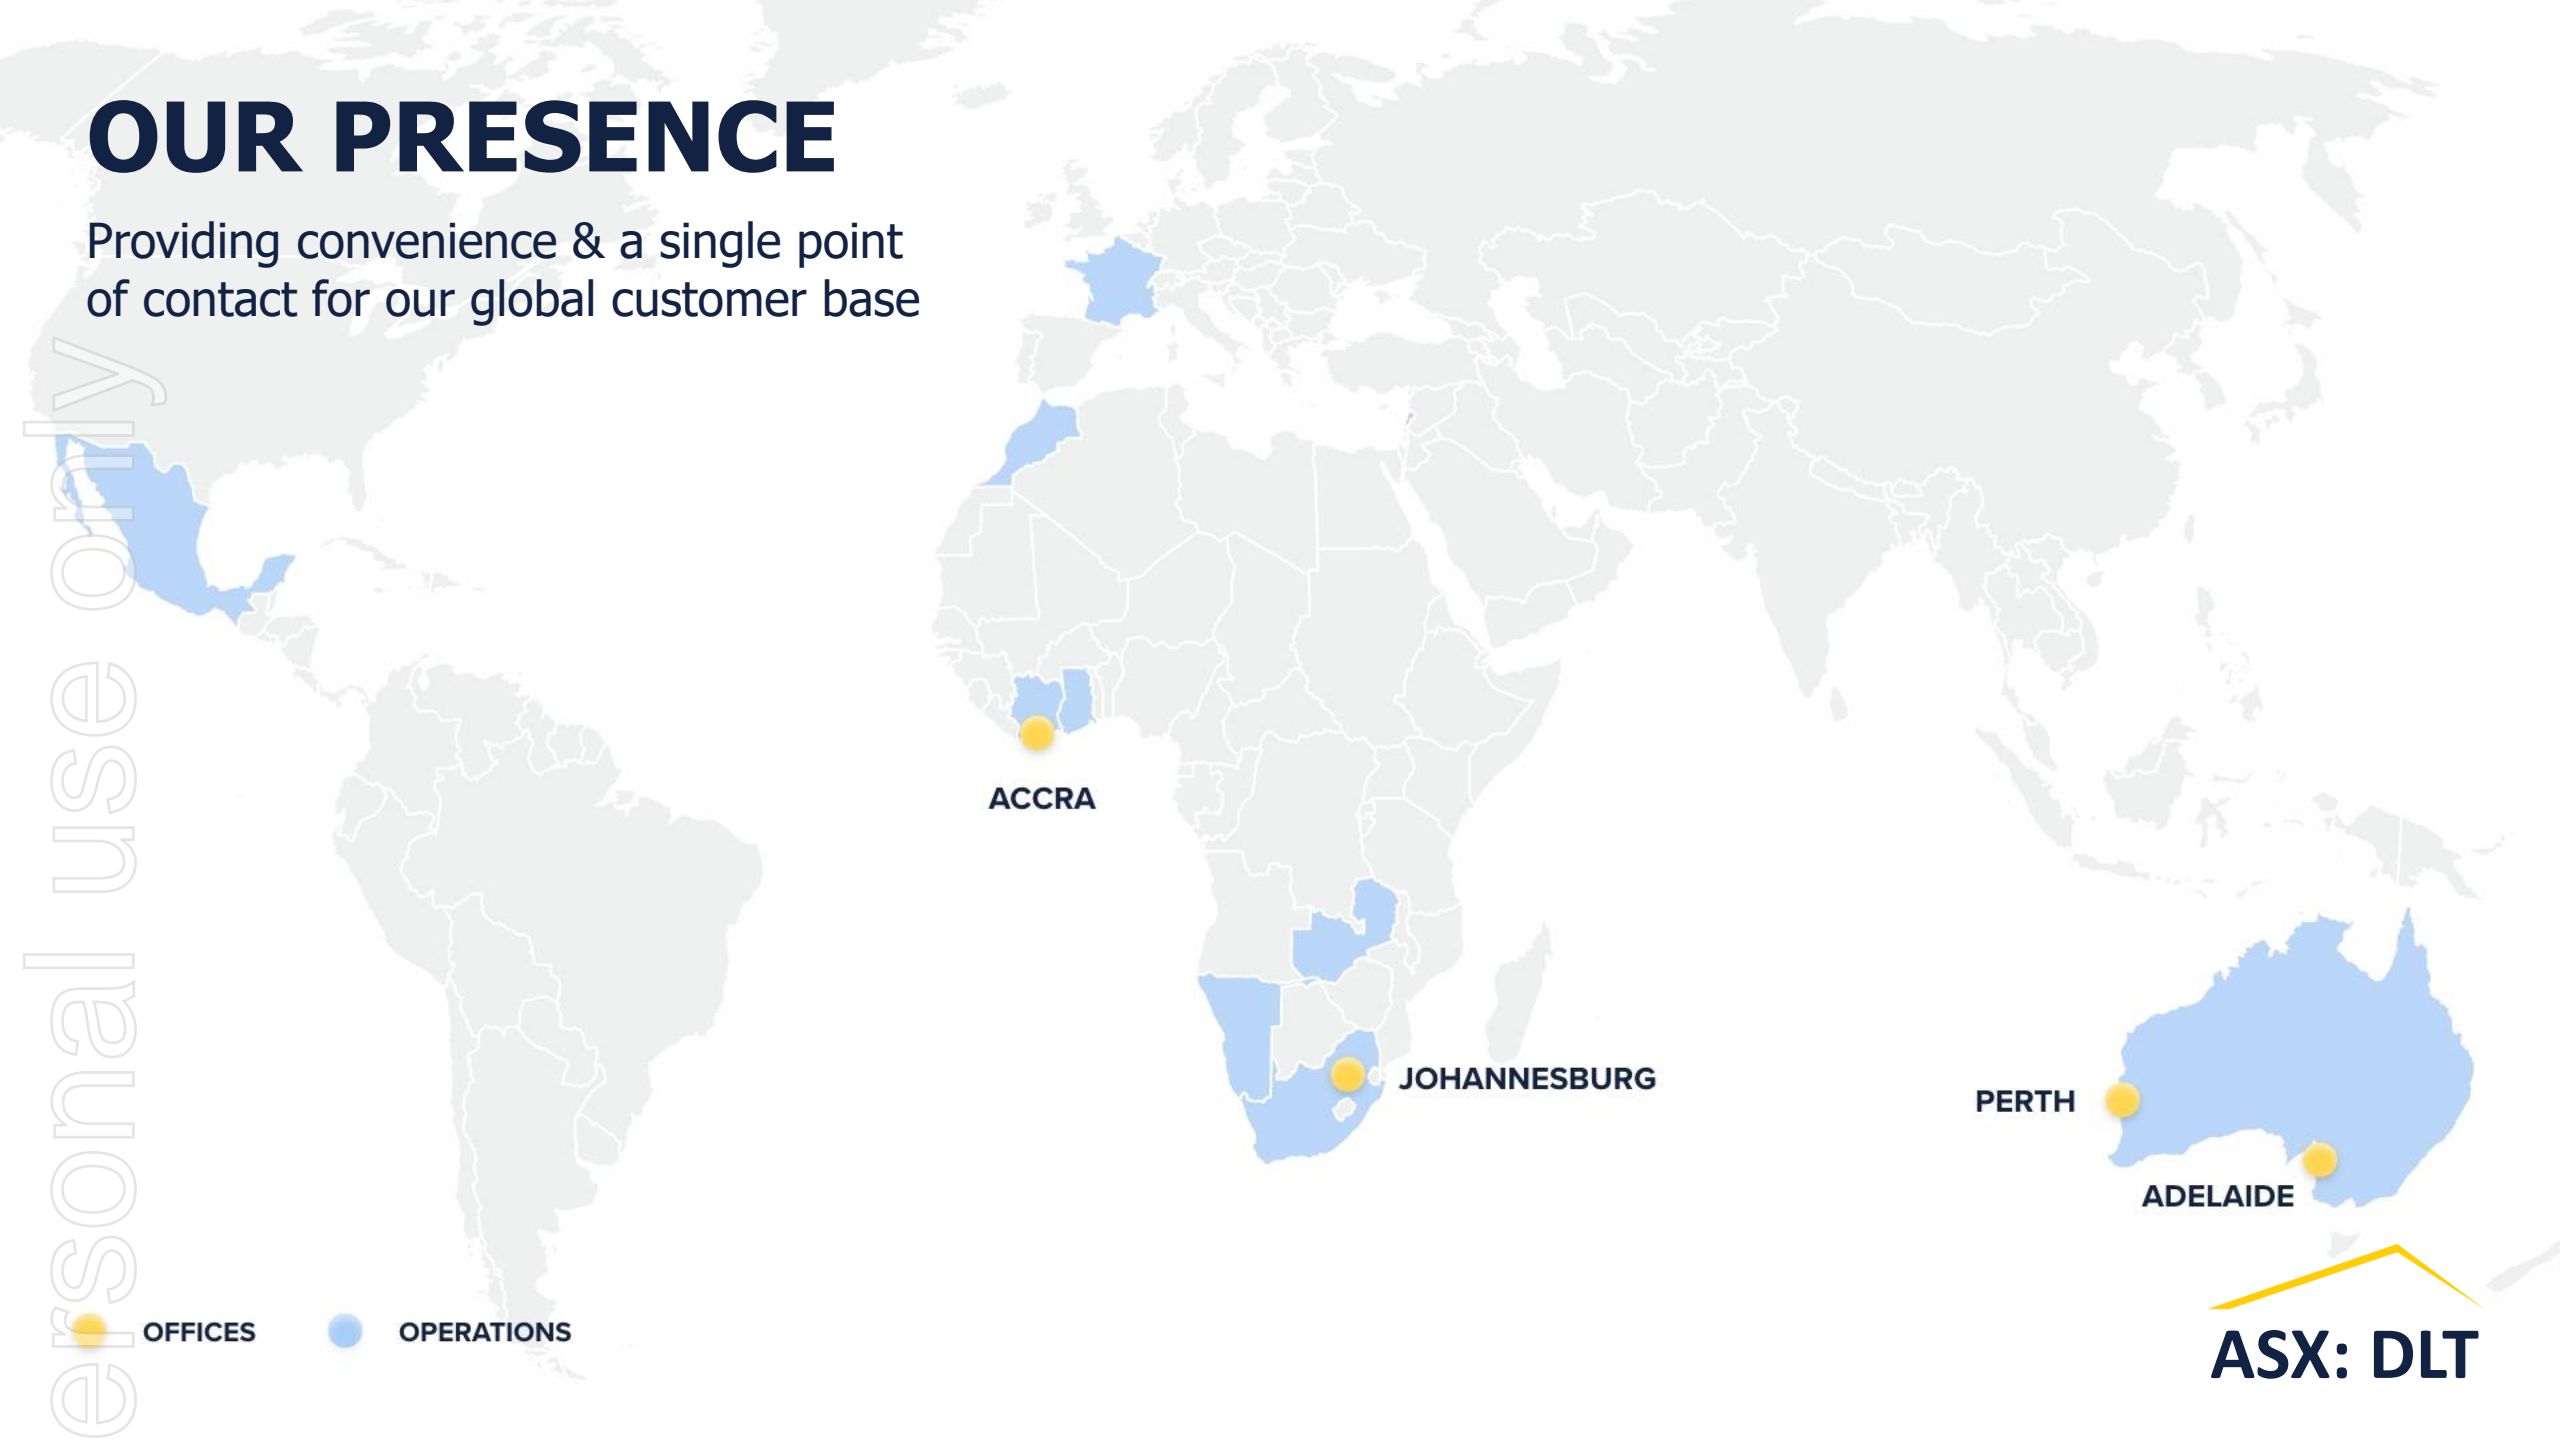 OUR PRESENCE
Providing convenience & a single point
of contact for our global customer base
ACCRA
JOHANNESBURG
PERTH
ADELAIDE
OFFICES
OPERATIONS
ASX: DLT
ersonal use only